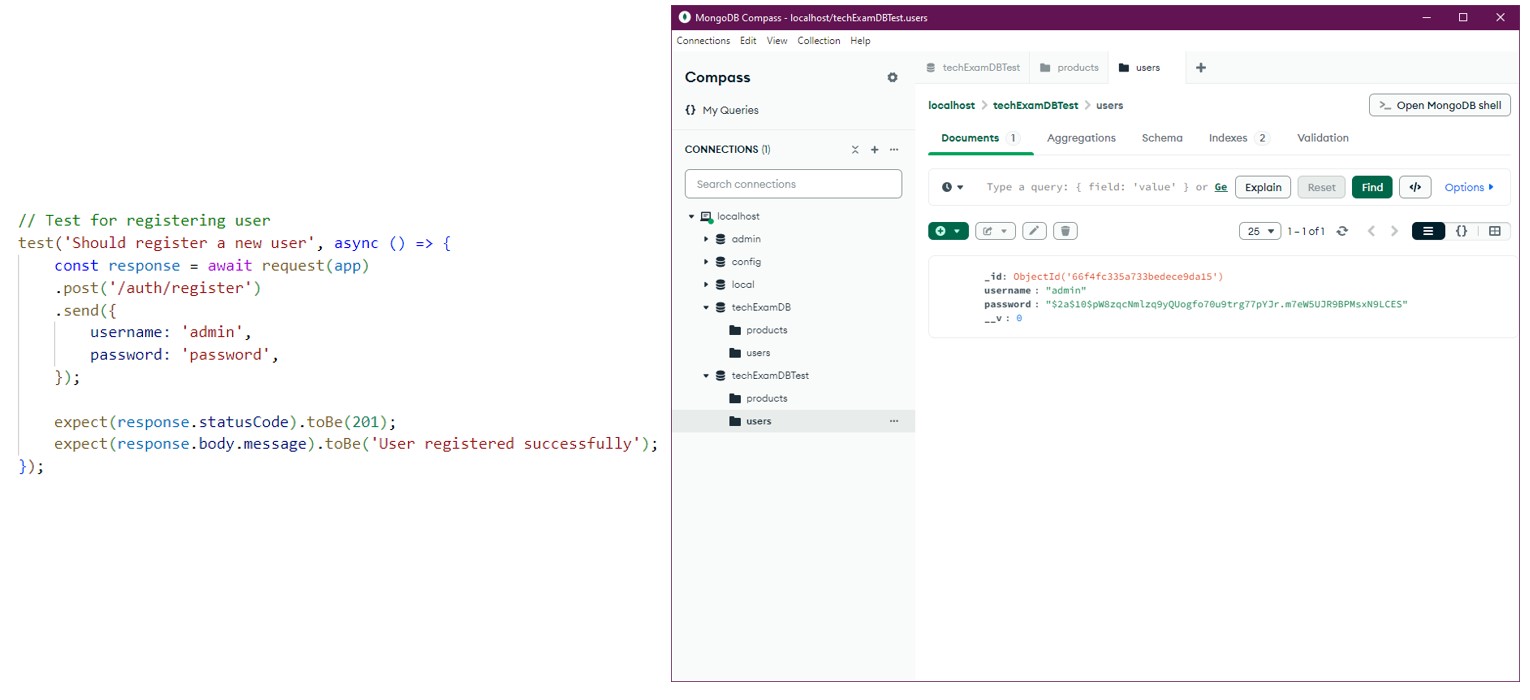 // Test for registering user
test('Should register a new user', async () => {
const response = await request(app)
.post('/auth/register')
.send({
username: 'admin',
password: 'password',
});
expect(response.statusCode).toBe(201);
expect(response.body.message).toBe('User registered successfully');
});
MongoDB Compass - localhost/techExamDBTest.users
Connections Edit View Collection Help
Compass
{} My Queries
CONNECTIONS (1)
Search connections
localhost
admin
config
local
techExamDB
products
users
techExamDBTest
products
users
techExamDBTest products users
localhost > techExamDBTest > users
>_ Open MongoDB shell
Documents 1 Aggregations Schema Indexes 2 Validation
Type a query: { field: 'value' } or Ge Explain Reset Find </> Options
25 1 – 1 of 1 {}
_id: ObjectId('66f4fc335a733bedece9da15')
username : "admin"
password : "$2a$10$pW8zqcNmlzq9yQUogfo70u9trg77pYJr.m7eW5UJR9BPMsxN9LCES"
__v : 0